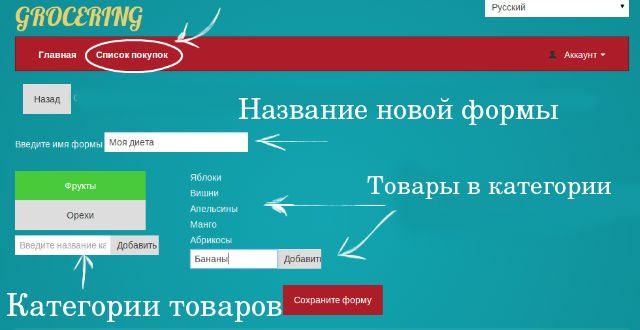 GROCERING
Русский
Главная Список покупок Аккаунт
Назад
Название новой формы
Введите имя формы Моя диета
Яблоки
Фрукты Вишни Товары в категории
Орехи Апельсины
Манго
Введите название ка Добавить Абрикосы
Бананы Добавить
Категории товаров Сохраните форму